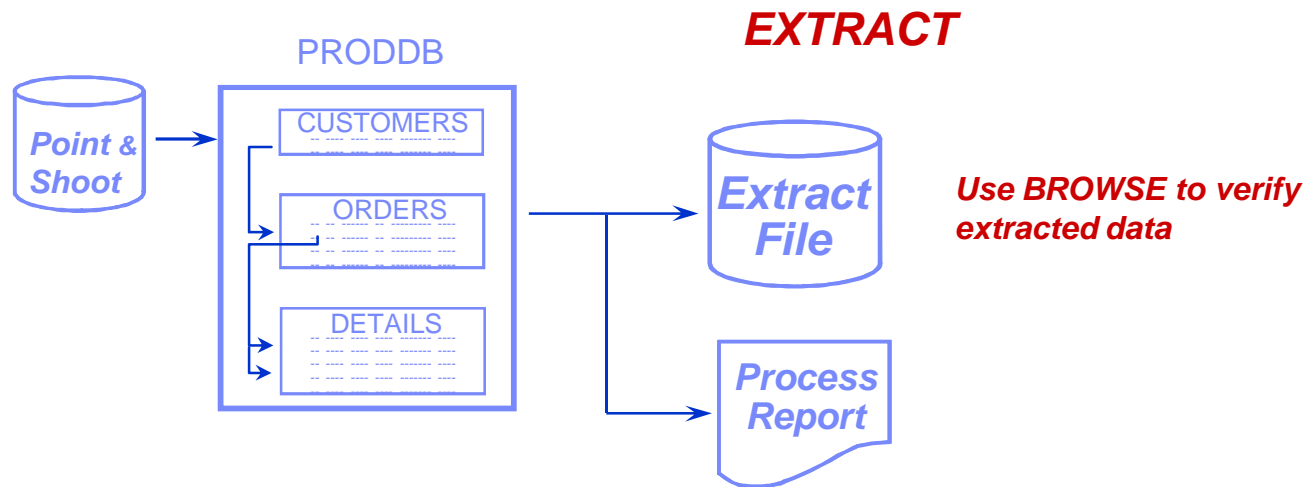 EXTRACT
PRODDB
Point &
Shoot
CUSTOMERS
ORDERS
DETAILS
Extract
File
Use BROWSE to verify
extracted data
Process
Report